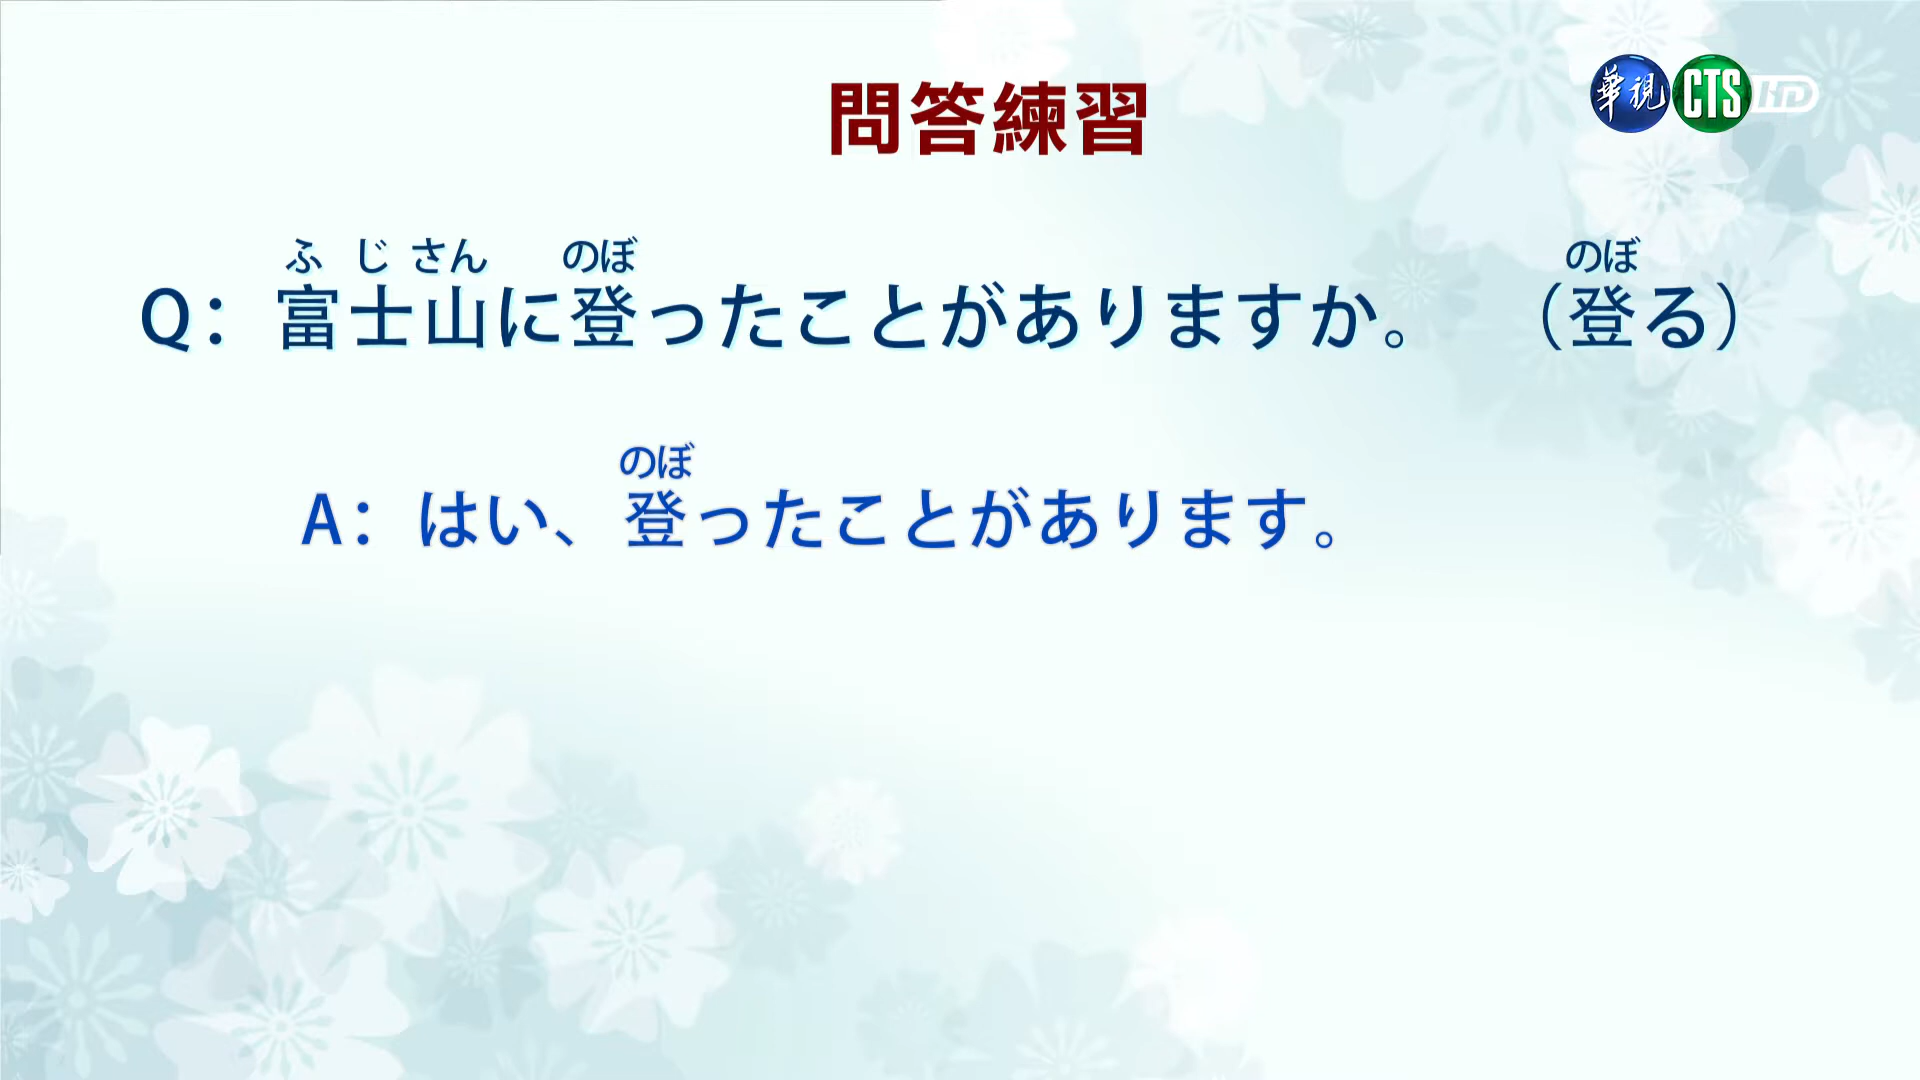 華視 CTS HD
問答練習
ふ じ さん のぼ のぼ
Q：富士山に登ったことがありますか。 （登る）
のぼ
A：はい、登ったことがあります。